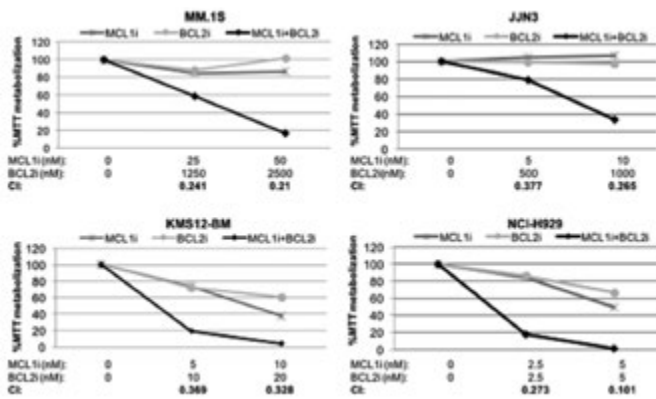 MM.1S
MCL1i BCL2i MCL1i+BCL2i
%MTT metabolization
120
100
80
60
40
20
0
MCL1i(nM): 0 25 50
BCL2i(nM): 0 1250 2500
CI: 0.241 0.21
JJN3
MCL1i BCL2i MCL1i+BCL2i
%MTT metabolization
120
100
80
60
40
20
0
MCL1i(nM): 0 5 10
BCL2i(nM): 0 500 1000
CI: 0.377 0.265
KMS12-BM
MCL1i BCL2i MCL1i+BCL2i
%MTT metabolization
120
100
80
60
40
20
0
MCL1i(nM): 0 5 10
BCL2i(nM): 0 10 20
CI: 0.369 0.328
NCI-H929
MCL1i BCL2i MCL1i+BCL2i
%MTT metabolization
120
100
80
60
40
20
0
MCL1i(nM): 0 2.5 5
BCL2i(nM): 0 2.5 5
CI: 0.273 0.101